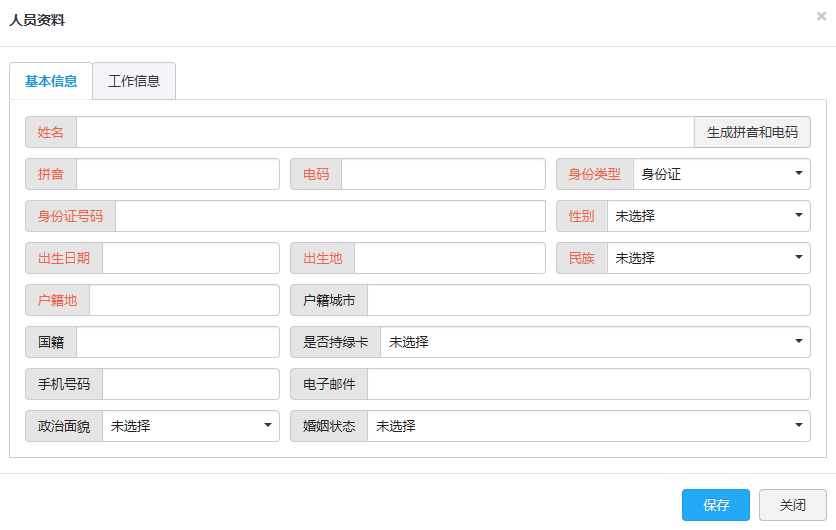 人员资料 ×
基本信息 工作信息
姓名 生成拼音和电码
拼音 电码 身份类型 身份证
身份证号码 性别 未选择
出生日期 出生地 民族 未选择
户籍地 户籍城市
国籍 是否持绿卡 未选择
手机号码 电子邮件
政治面貌 未选择 婚姻状态 未选择
保存 关闭